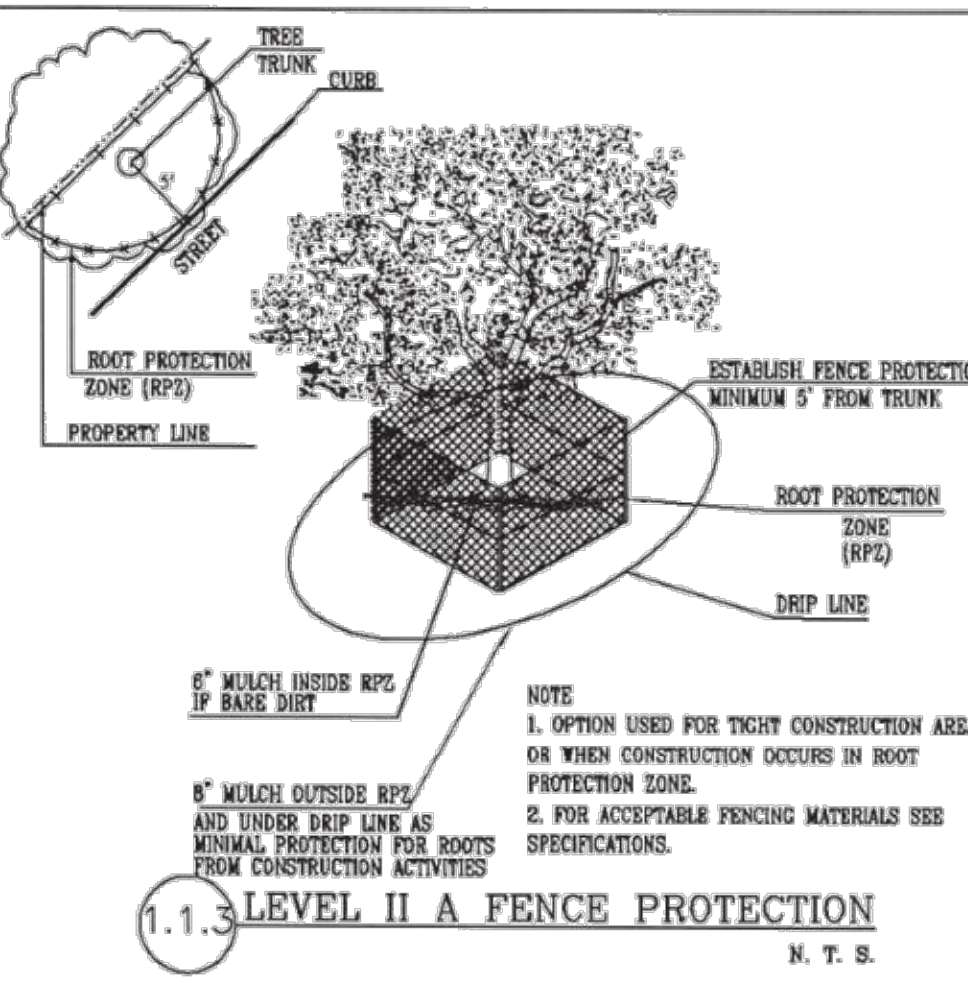 TREE
TRUNK
CURB
5'
STREET
ROOT PROTECTION
ZONE (RPZ)
PROPERTY LINE
ESTABLISH FENCE PROTECTIO
MINIMUM 5' FROM TRUNK
ROOT PROTECTION
ZONE
(RPZ)
DRIP LINE
6" MULCH INSIDE RPZ
IF BARE DIRT
8" MULCH OUTSIDE RPZ
AND UNDER DRIP LINE AS
MINIMAL PROTECTION FOR ROOTS
FROM CONSTRUCTION ACTIVITIES
NOTE
1. OPTION USED FOR TIGHT CONSTRUCTION ARE
OR WHEN CONSTRUCTION OCCURS IN ROOT
PROTECTION ZONE.
2. FOR ACCEPTABLE FENCING MATERIALS SEE
SPECIFICATIONS.
1.1.3 LEVEL II A FENCE PROTECTION
N. T. S.